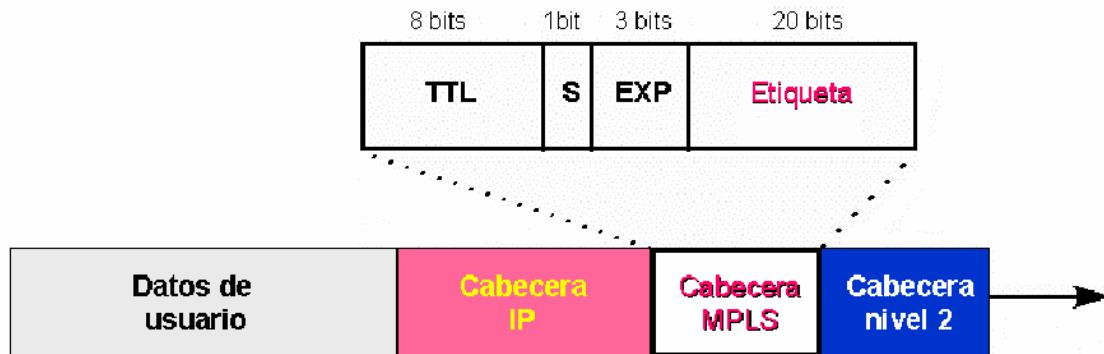 8 bits 1bit 3 bits 20 bits
TTL S EXP Etiqueta
Datos de
usuario
Cabecera
IP
Cabecera
MPLS
Cabecera
nivel 2